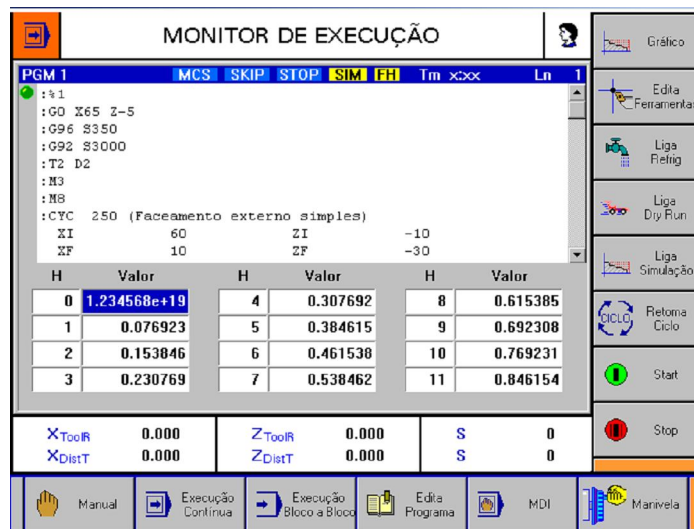 MONITOR DE EXECUÇÃO
PGM 1 MCS SKIP STOP SIM FH Tm x:xx Ln 1
:%1
:G0 X65 Z-5
:G96 S350
:G92 S3000
:T2 D2
:M3
:M8
:CYC 250 (Faceamento externo simples)
XI 60 ZI -10
XF 10 ZF -30
H Valor H Valor H Valor
0 1.234568e+19 4 0.307692 8 0.615385
1 0.076923 5 0.384615 9 0.692308
2 0.153846 6 0.461538 10 0.769231
3 0.230769 7 0.538462 11 0.846154
XToolR 0.000 ZToolR 0.000 S 0
XDistT 0.000 ZDistT 0.000 S 0
Gráfico
Edita
Ferramentas
Liga
Refrig
Liga
Dry Run
Liga
Simulação
CICLO
Retoma
Ciclo
Start
Stop
Manual
Execução
Contínua
Execução
Bloco a Bloco
Edita
Programa
MDI
Manivela